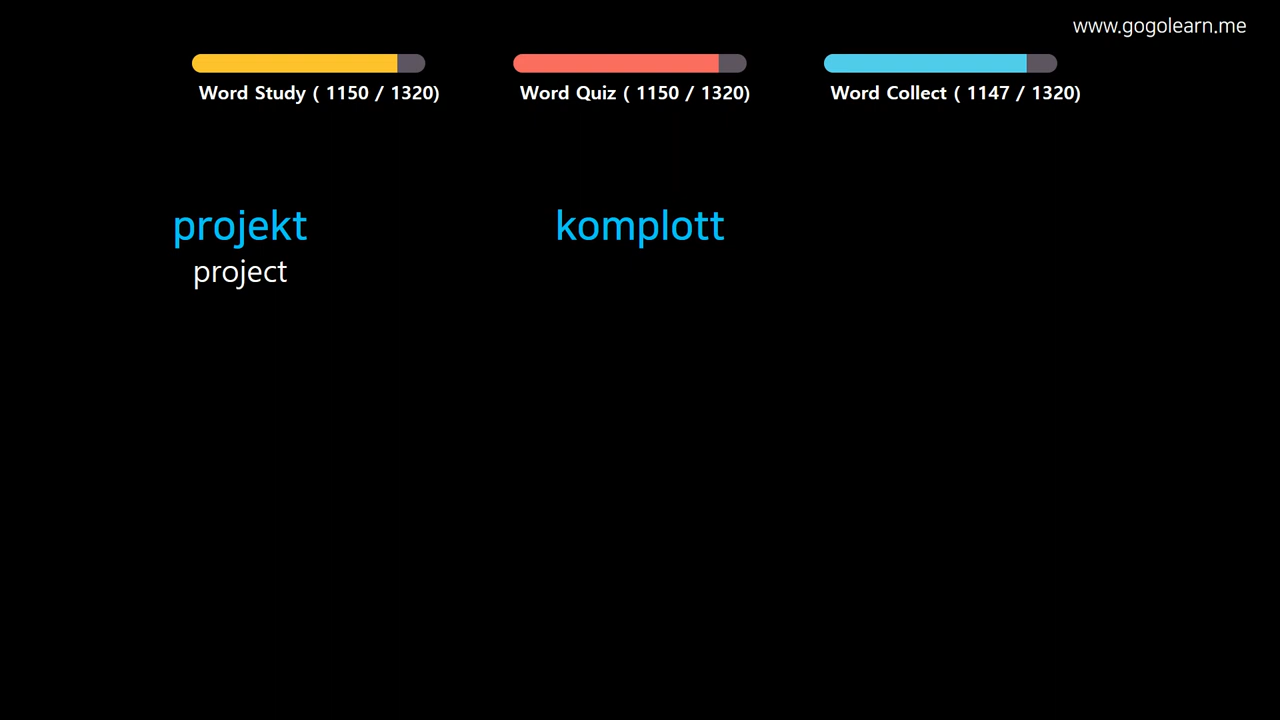 www.gogolearn.me
Word Study ( 1150 / 1320)
Word Quiz ( 1150 / 1320)
Word Collect ( 1147 / 1320)
projekt
project
komplott